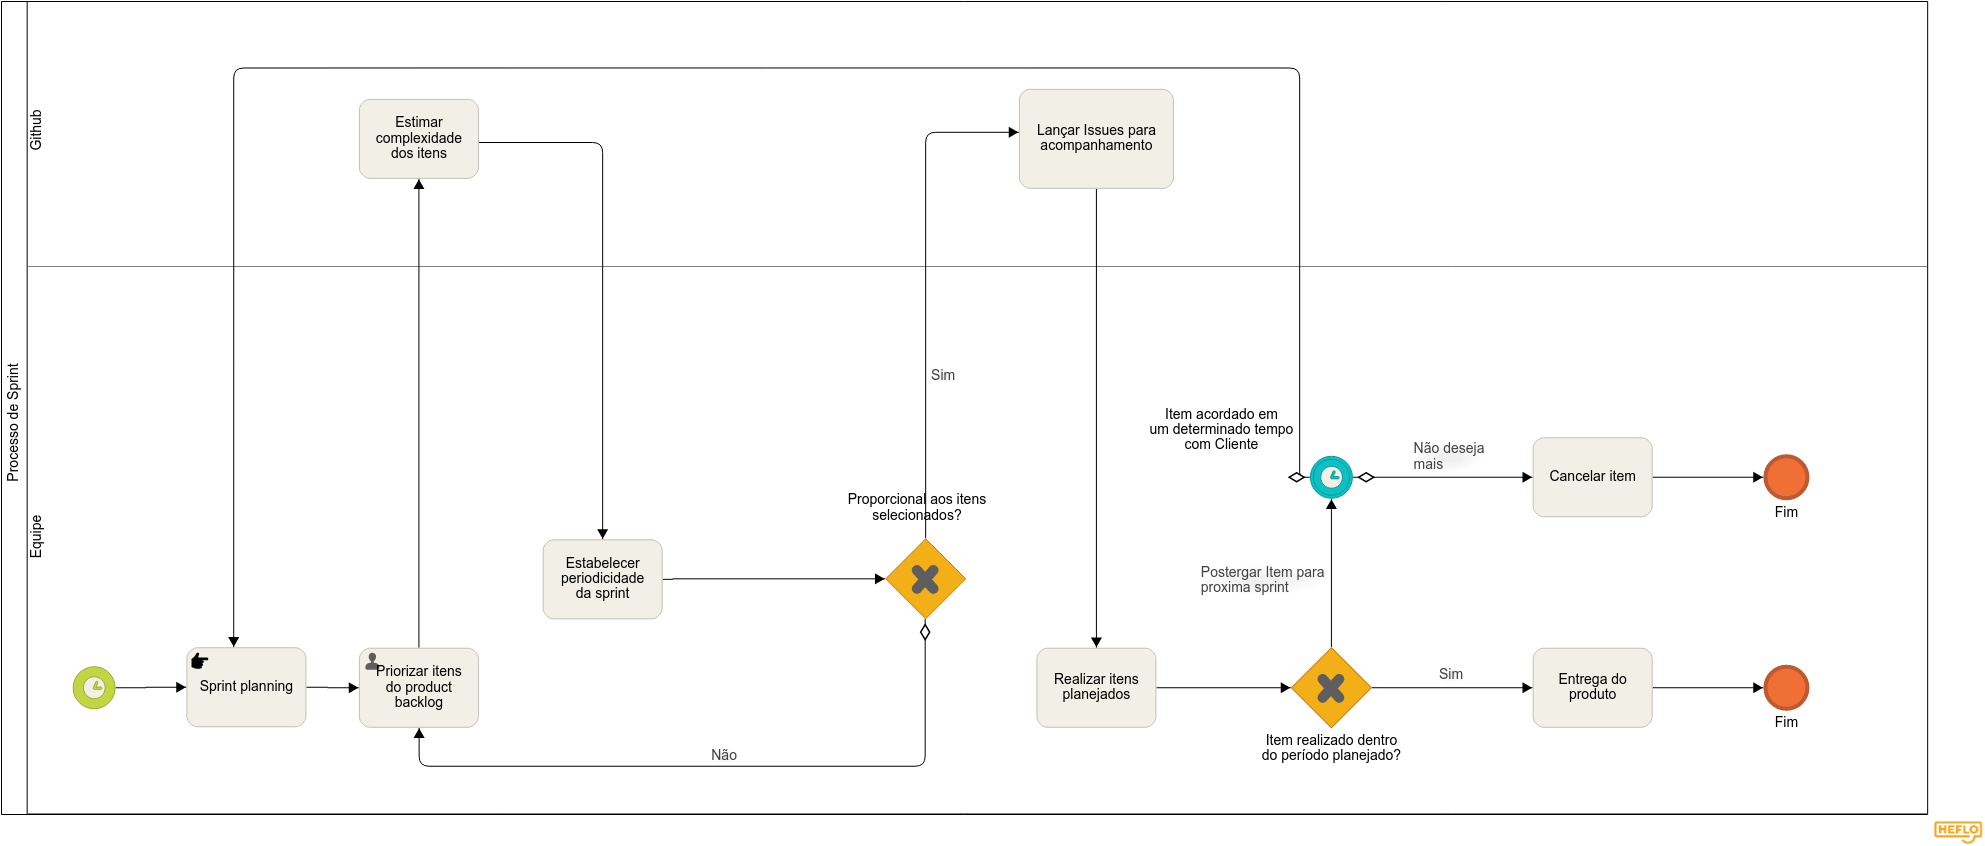 Processo de Sprint
Github
Equipe
Estimar
complexidade
dos itens
Lançar Issues para
acompanhamento
Sim
Item acordado em
um determinado tempo
com Cliente
Não deseja
mais
Cancelar item
Fim
Proporcional aos itens
selecionados?
Estabelecer
periodicidade
da sprint
Postergar Item para
proxima sprint
Sprint planning
Priorizar itens
do product
backlog
Realizar itens
planejados
Sim
Entrega do
produto
Fim
Não
Item realizado dentro
do período planejado?
HEFLO